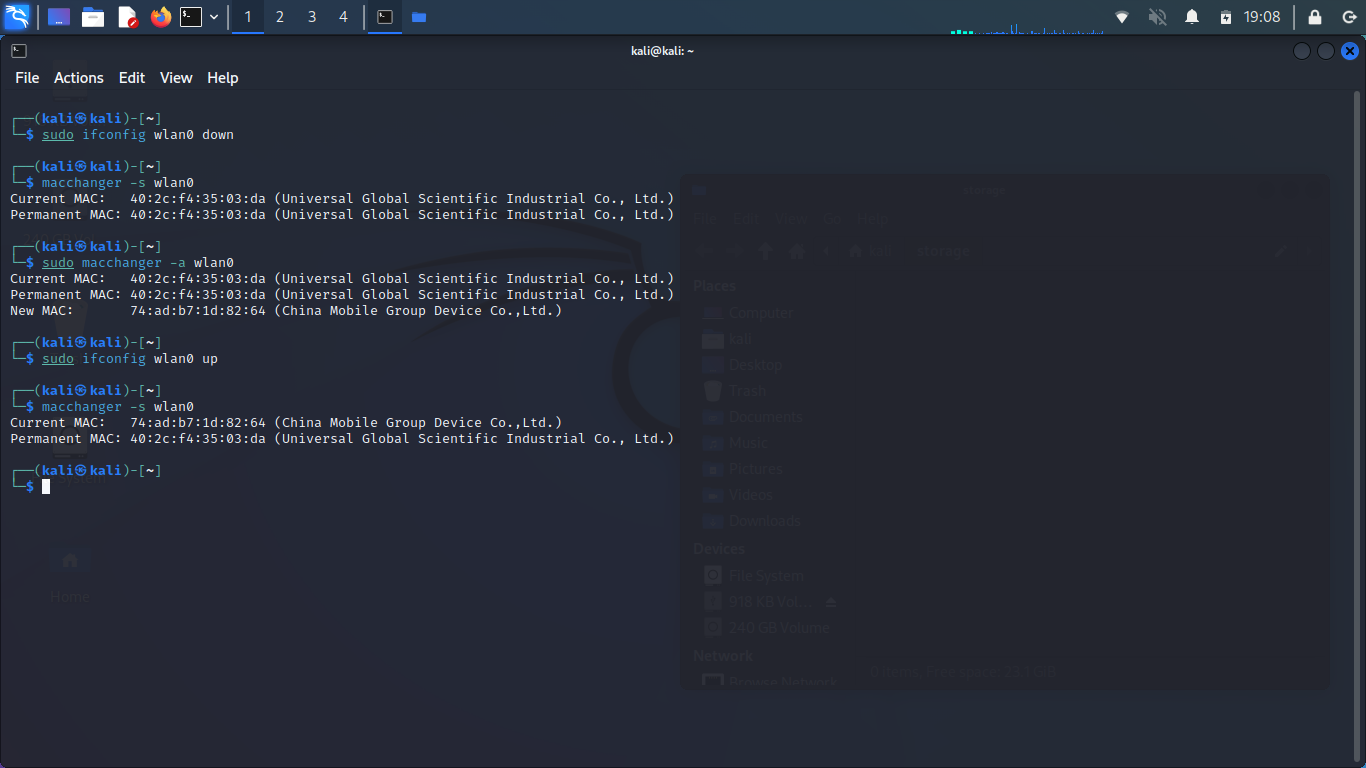 1 2 3 4
19:08
kali@kali: ~
File Actions Edit View Help
┌──(kali㉿kali)-[~]
└─$ sudo ifconfig wlan0 down
┌──(kali㉿kali)-[~]
└─$ macchanger -s wlan0
Current MAC:   40:2c:f4:35:03:da (Universal Global Scientific Industrial Co., Ltd.)
Permanent MAC: 40:2c:f4:35:03:da (Universal Global Scientific Industrial Co., Ltd.)
┌──(kali㉿kali)-[~]
└─$ sudo macchanger -a wlan0
Current MAC:   40:2c:f4:35:03:da (Universal Global Scientific Industrial Co., Ltd.)
Permanent MAC: 40:2c:f4:35:03:da (Universal Global Scientific Industrial Co., Ltd.)
New MAC:       74:ad:b7:1d:82:64 (China Mobile Group Device Co.,Ltd.)
┌──(kali㉿kali)-[~]
└─$ sudo ifconfig wlan0 up
┌──(kali㉿kali)-[~]
└─$ macchanger -s wlan0
Current MAC:   74:ad:b7:1d:82:64 (China Mobile Group Device Co.,Ltd.)
Permanent MAC: 40:2c:f4:35:03:da (Universal Global Scientific Industrial Co., Ltd.)
┌──(kali㉿kali)-[~]
└─$
Home
storage
File Edit View Go Help
kali storage
Places
Computer
kali
Desktop
Trash
Documents
Music
Pictures
Videos
Downloads
Devices
File System
918 KB Vol...
240 GB Volume
Network
Browse Network